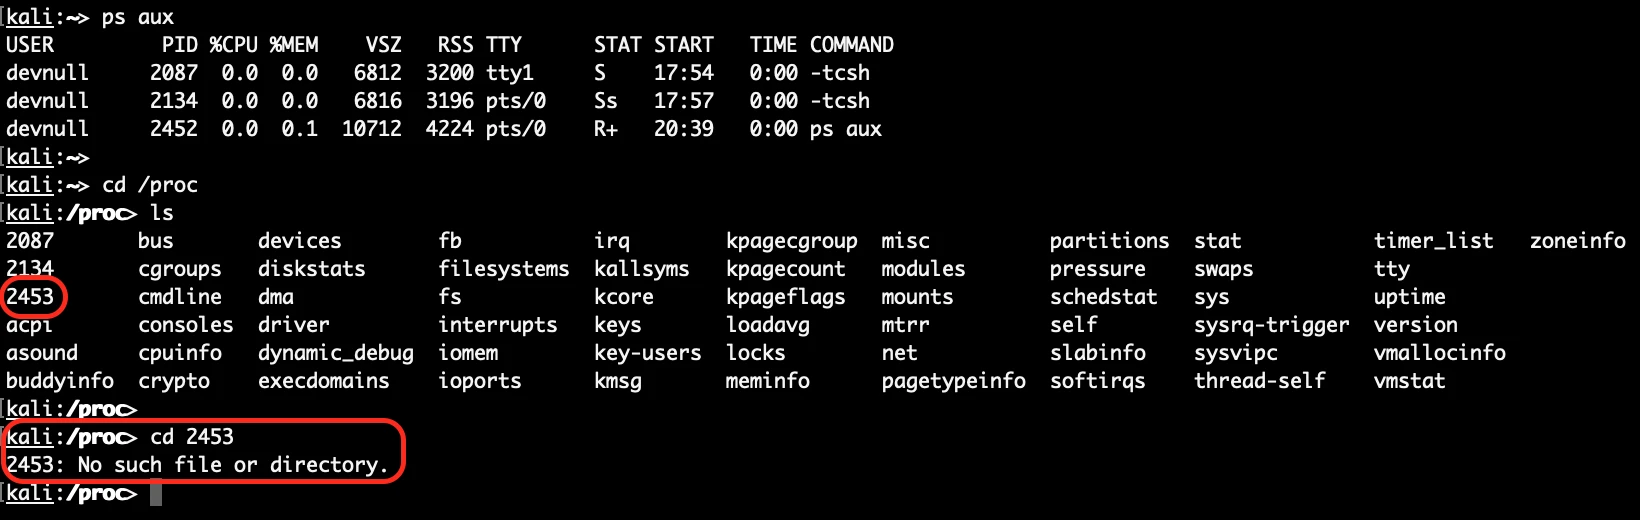 kali:~> ps aux
USER         PID %CPU %MEM    VSZ   RSS TTY      STAT START   TIME COMMAND
devnull     2087  0.0  0.0   6812  3200 tty1     S    17:54   0:00 -tcsh
devnull     2134  0.0  0.0   6816  3196 pts/0    Ss   17:57   0:00 -tcsh
devnull     2452  0.0  0.1  10712  4224 pts/0    R+   20:39   0:00 ps aux
kali:~>
kali:~> cd /proc
kali:/proc> ls
2087       bus       devices        fb           irq        kpagecgroup  misc          partitions  stat           timer_list   zoneinfo
2134       cgroups   diskstats      filesystems  kallsyms   kpagecount   modules       pressure    swaps          tty
2453       cmdline   dma            fs           kcore      kpageflags   mounts        schedstat   sys            uptime
acpi       consoles  driver         interrupts   keys       loadavg      mtrr          self        sysrq-trigger  version
asound     cpuinfo   dynamic_debug  iomem        key-users  locks        net           slabinfo    sysvipc        vmallocinfo
buddyinfo  crypto    execdomains    ioports      kmsg       meminfo      pagetypeinfo  softirqs    thread-self    vmstat
kali:/proc>
kali:/proc> cd 2453
2453: No such file or directory.
kali:/proc>